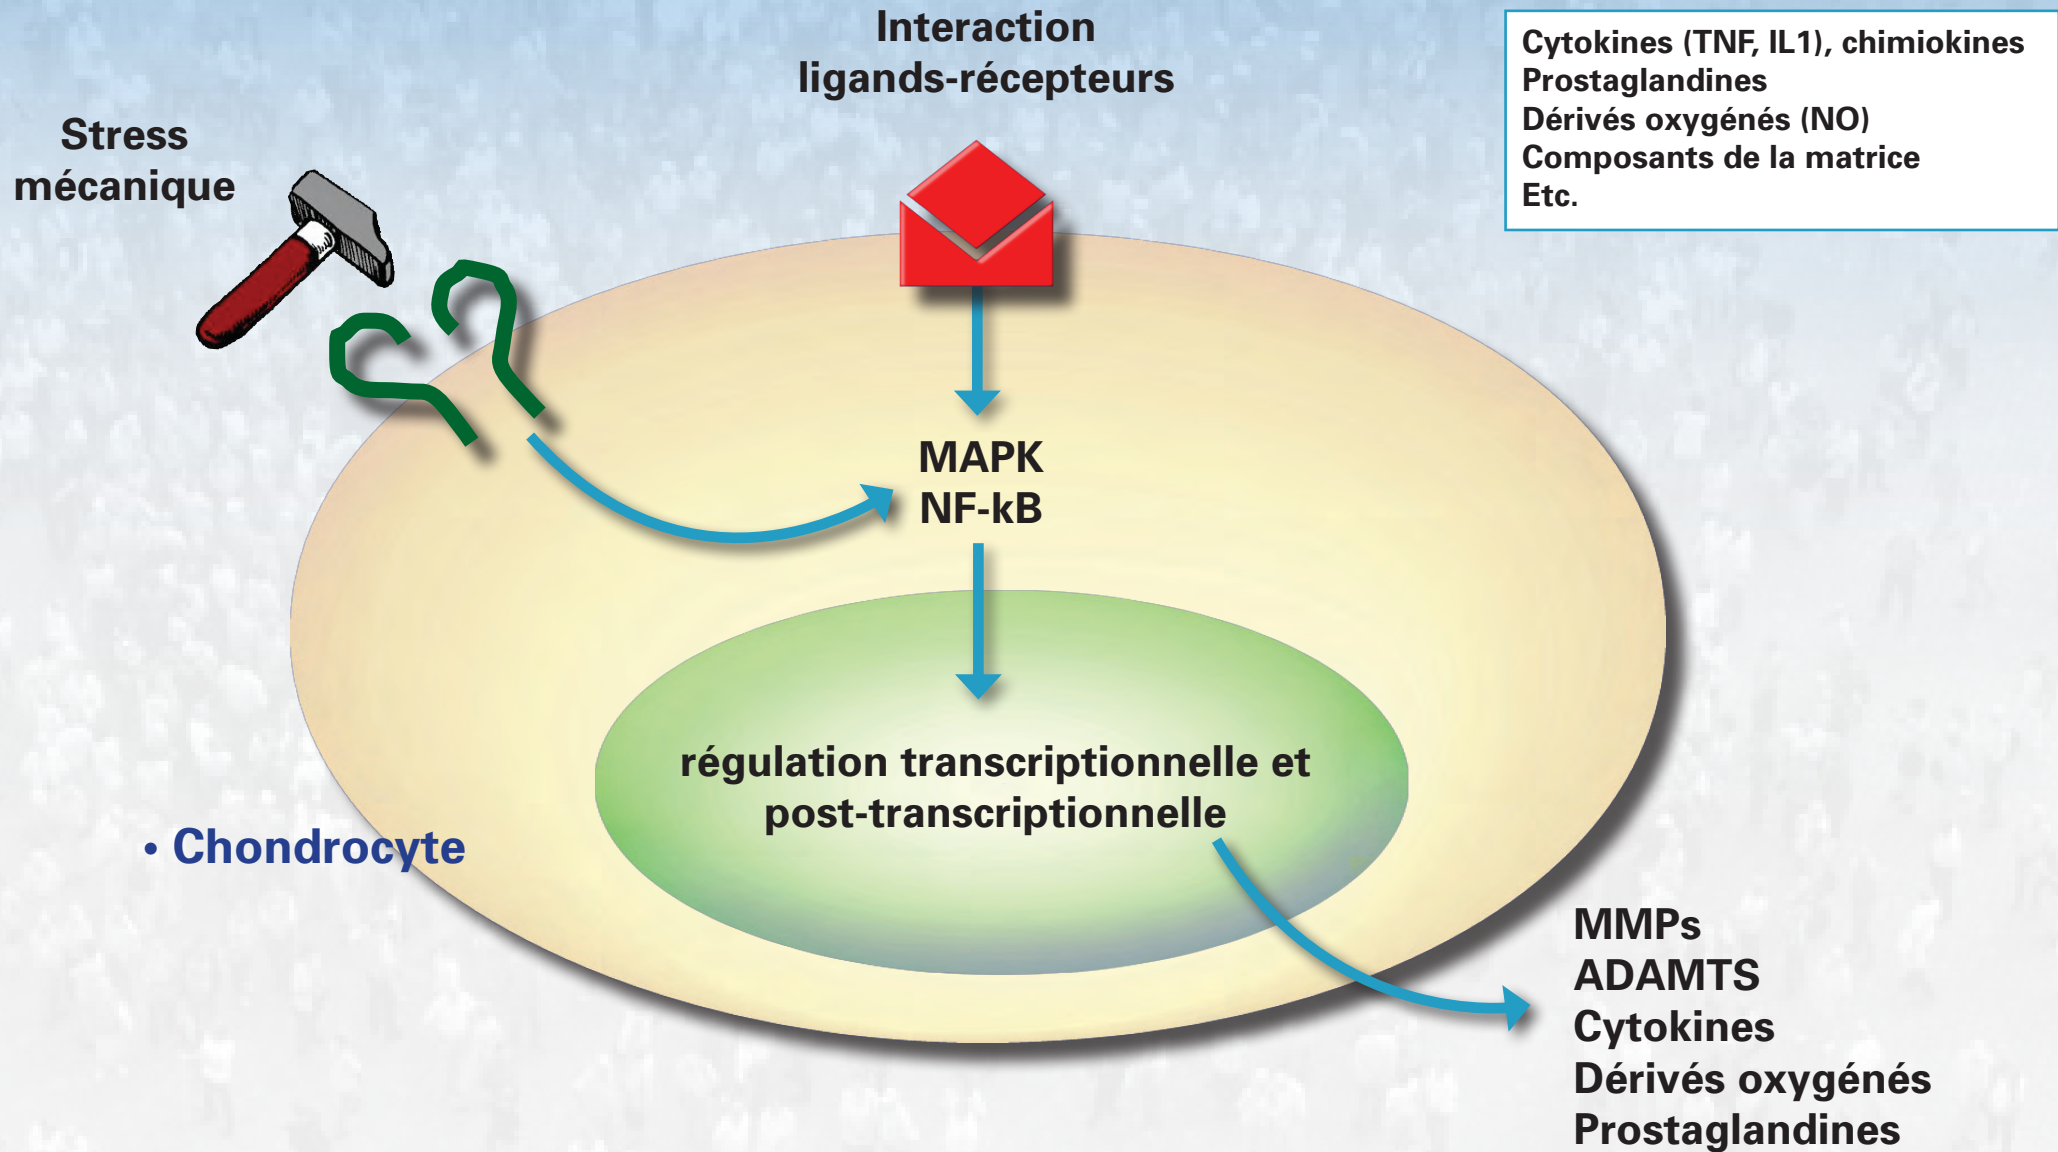 Interaction
ligands-récepteurs
Cytokines (TNF, IL1), chimiokines
Prostaglandines
Dérivés oxygénés (NO)
Composants de la matrice
Etc.
Stress
mécanique
MAPK
NF-kB
régulation transcriptionnelle et
post-transcriptionnelle
• Chondrocyte
MMPs
ADAMTS
Cytokines
Dérivés oxygénés
Prostaglandines